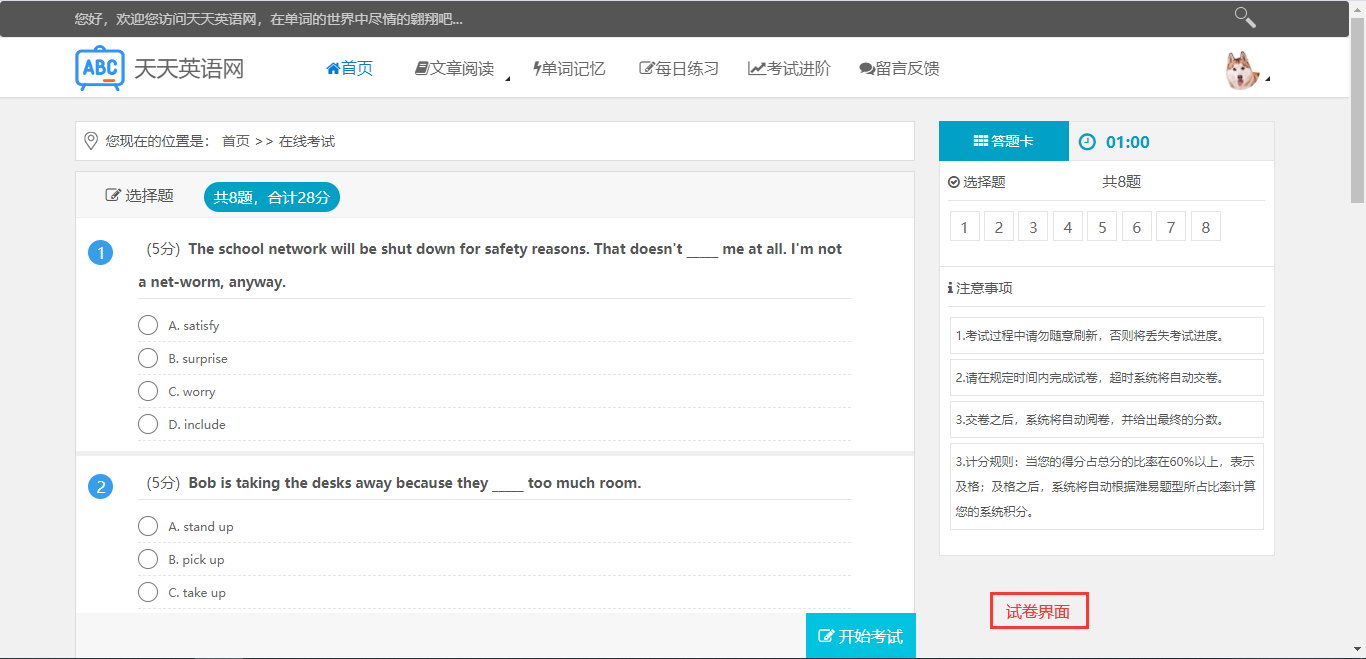 您好，欢迎您访问天天英语网，在单词的世界中尽情的翱翔吧...
ABC 天天英语网
首页 文章阅读 单词记忆 每日练习 考试进阶 留言反馈
您现在的位置是： 首页 >> 在线考试
选择题 共8题，合计28分
1 (5分) The school network will be shut down for safety reasons. That doesn't _____ me at all. I'm not
a net-worm, anyway.
A. satisfy
B. surprise
C. worry
D. include
2 (5分) Bob is taking the desks away because they _____ too much room.
A. stand up
B. pick up
C. take up
开始考试
答题卡 01:00
选择题 共8题
1 2 3 4 5 6 7 8
注意事项
1.考试过程中请勿随意刷新，否则将丢失考试进度。
2.请在规定时间内完成试卷，超时系统将自动交卷。
3.交卷之后，系统将自动阅卷，并给出最终的分数。
3.计分规则：当您的得分占总分的比率在60%以上，表示
及格；及格之后，系统将自动根据难易题型所占比率计算
您的系统积分。
试卷界面